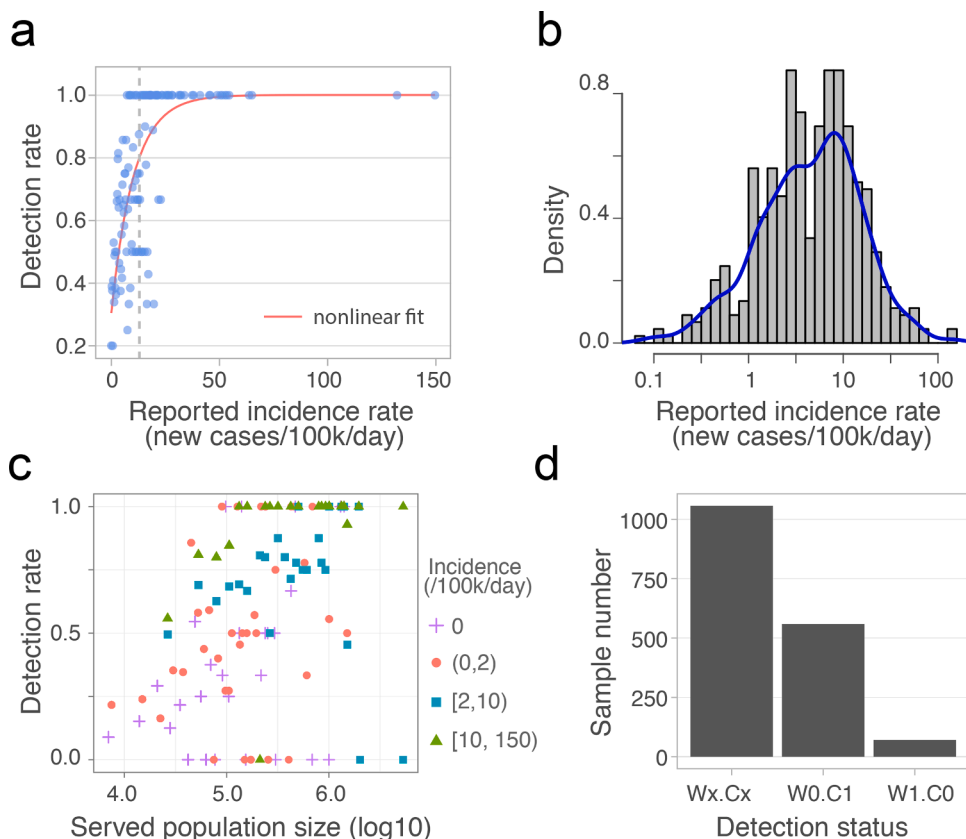 a
Detection rate
1.0
0.8
0.6
0.4
0.2
nonlinear fit
0
50
100
150
Reported incidence rate
(new cases/100k/day)
b
Density
0.8
0.4
0.0
0.1
1
10
100
Reported incidence rate
(new cases/100k/day)
c
Detection rate
1.0
0.5
0.0
4.0
5.0
6.0
Served population size (log10)
Incidence
(/100k/day)
0
(0,2)
[2,10)
[10, 150)
d
Sample number
1000
750
500
250
0
Wx.Cx
W0.C1
W1.C0
Detection status